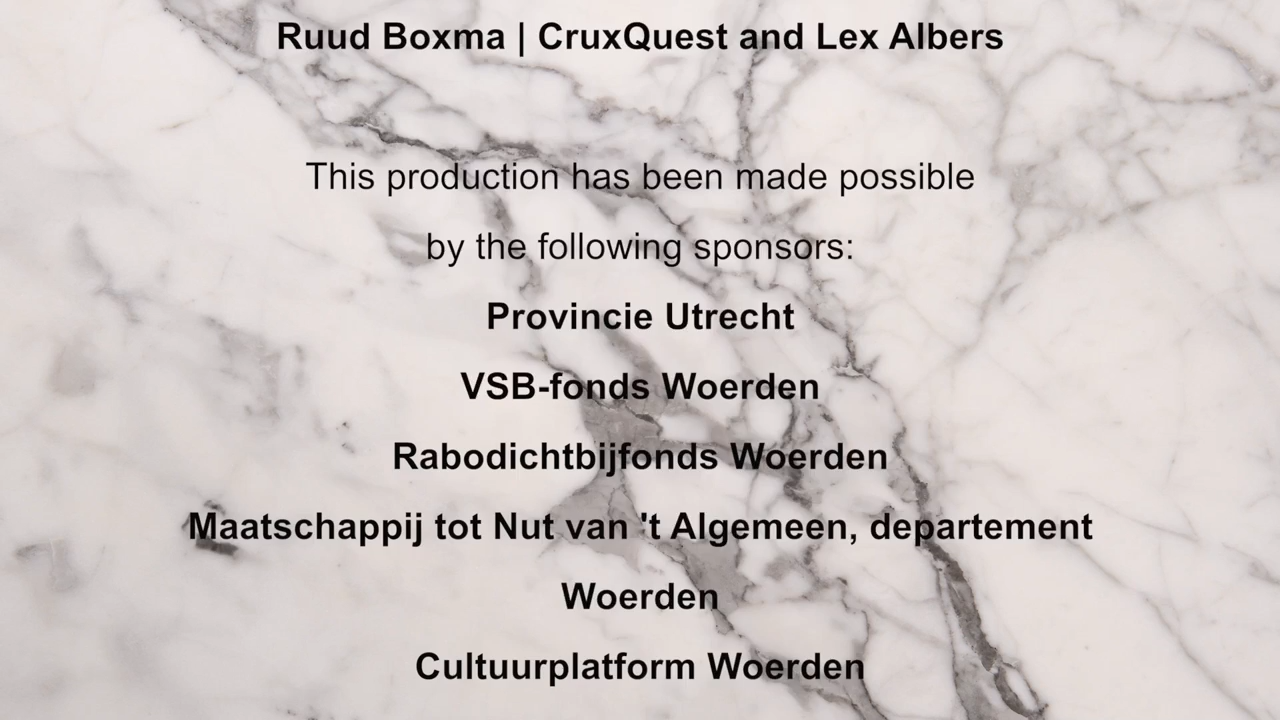 Ruud Boxma | CruxQuest and Lex Albers
This production has been made possible
by the following sponsors:
Provincie Utrecht
VSB-fonds Woerden
Rabodichtbijfonds Woerden
Maatschappij tot Nut van 't Algemeen, departement
Woerden
Cultuurplatform Woerden